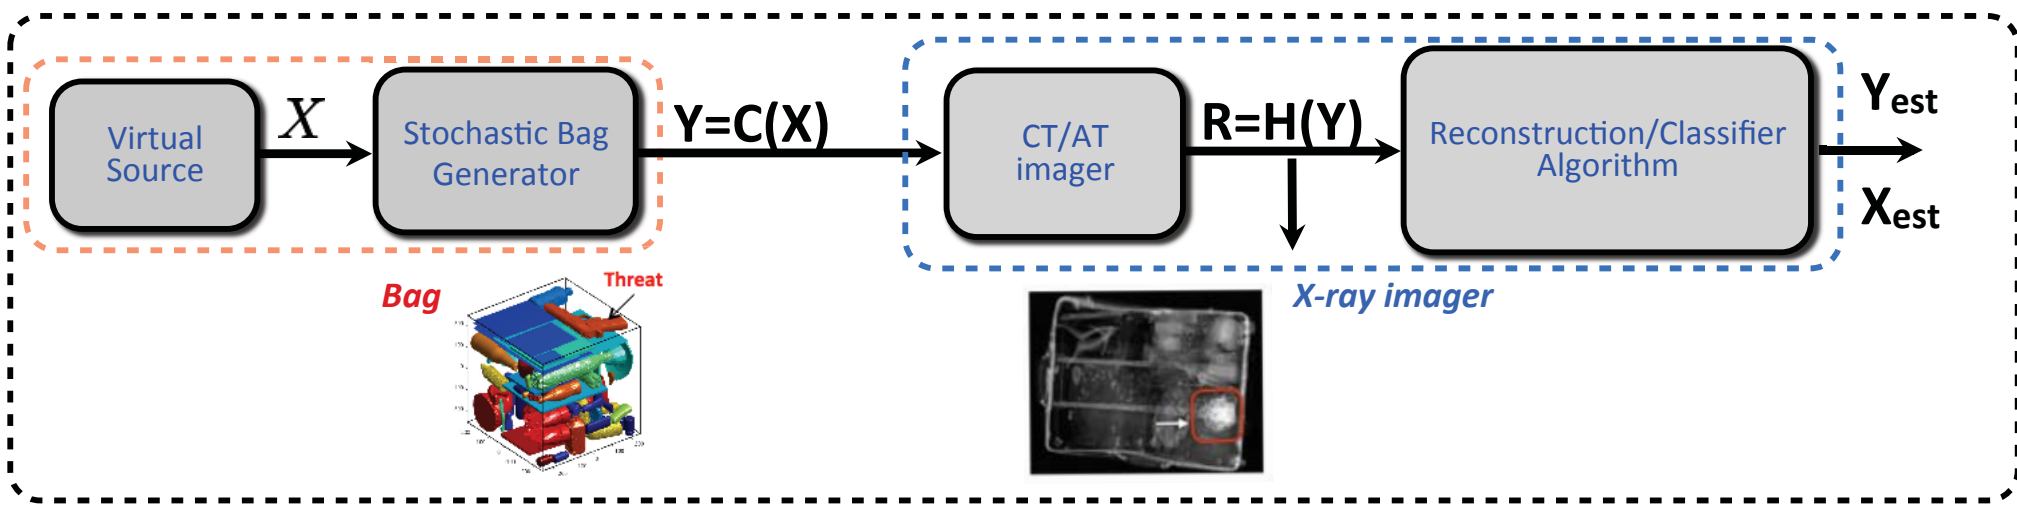 Virtual
Source
X
Stochastic Bag
Generator
Y=C(X)
CT/AT
imager
R=H(Y)
Reconstruction/Classifier
Algorithm
Yest
Xest
Bag
Threat
X-ray imager